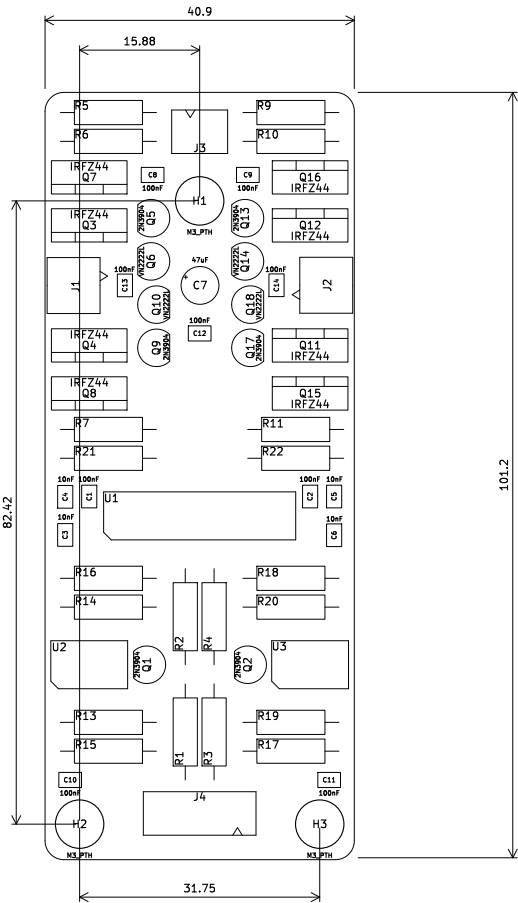 40.9
15.88
R5
R9
R6
R10
J3
IRFZ44
Q7
C8
100nF
C9
100nF
Q16
IRFZ44
H1
M3_PTH
IRFZ44
Q3
Q5
2N3904
Q13
2N3904
Q12
IRFZ44
Q6
VN2222L
Q14
VN2222L
47uF
+
C7
J1
100nF
C13
100nF
C14
J2
Q10
VN2222L
Q18
VN2222L
100nF
C12
IRFZ44
Q4
Q9
2N3904
Q17
2N3904
Q11
IRFZ44
IRFZ44
Q8
Q15
IRFZ44
R7
R11
R21
R22
10nF
C4
100nF
C1
U1
100nF
C2
10nF
C5
10nF
C3
10nF
C6
82.42
101.2
R16
R18
R14
R20
R2
R4
U2
2N3904
Q1
2N3904
Q2
U3
R13
R19
R15
R17
R1
R3
C10
100nF
C11
100nF
J4
H2
M3_PTH
H3
M3_PTH
31.75